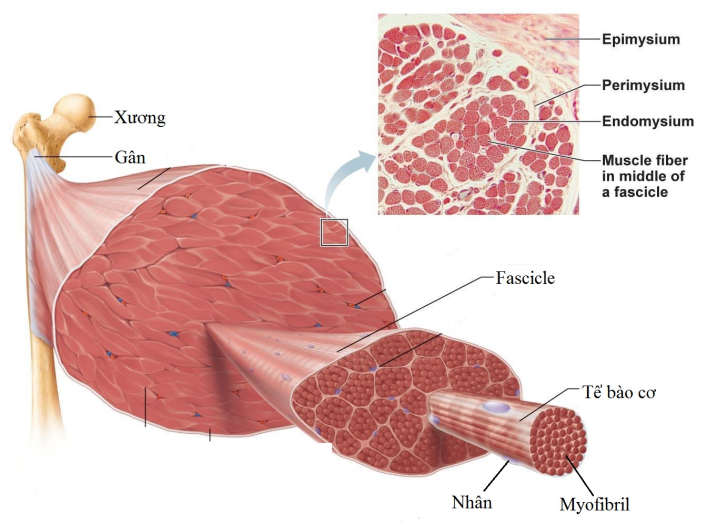 Epimysium
Perimysium
Endomysium
Muscle fiber
in middle of
a fascicle
Xương
Gân
Fascicle
Tế bào cơ
Nhân
Myofibril